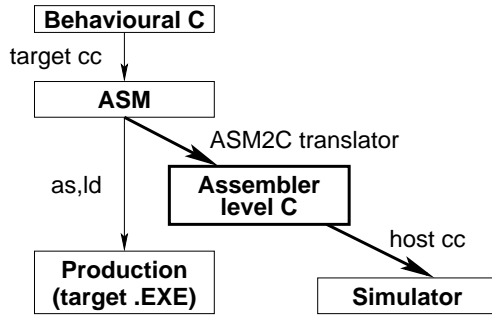 Behavioural C
target cc
ASM
ASM2C translator
as,ld
Assembler
level C
host cc
Production
(target .EXE)
Simulator